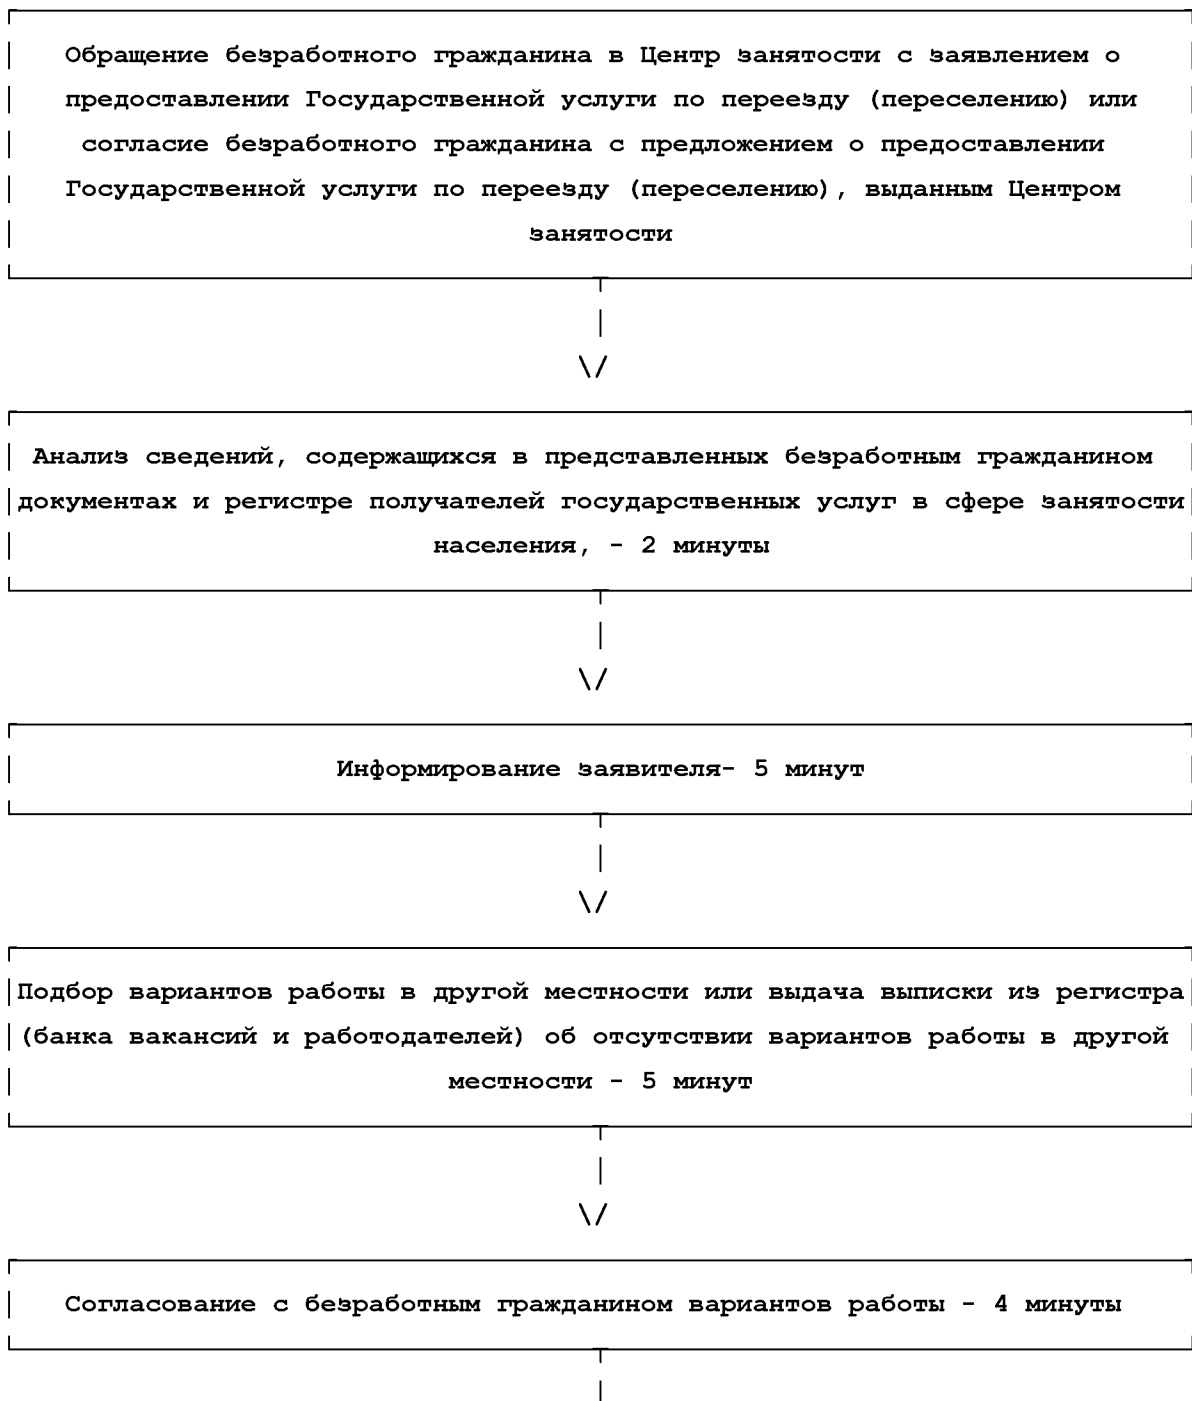 Обращение безработного гражданина в Центр занятости с заявлением о
предоставлении Государственной услуги по переезду (переселению) или
согласие безработного гражданина с предложением о предоставлении
Государственной услуги по переезду (переселению), выданным Центром
занятости
Анализ сведений, содержащихся в представленных безработным гражданином
документах и регистре получателей государственных услуг в сфере занятости
населения, - 2 минуты
Информирование заявителя- 5 минут
Подбор вариантов работы в другой местности или выдача выписки из регистра
(банка вакансий и работодателей) об отсутствии вариантов работы в другой
местности - 5 минут
Согласование с безработным гражданином вариантов работы - 4 минуты